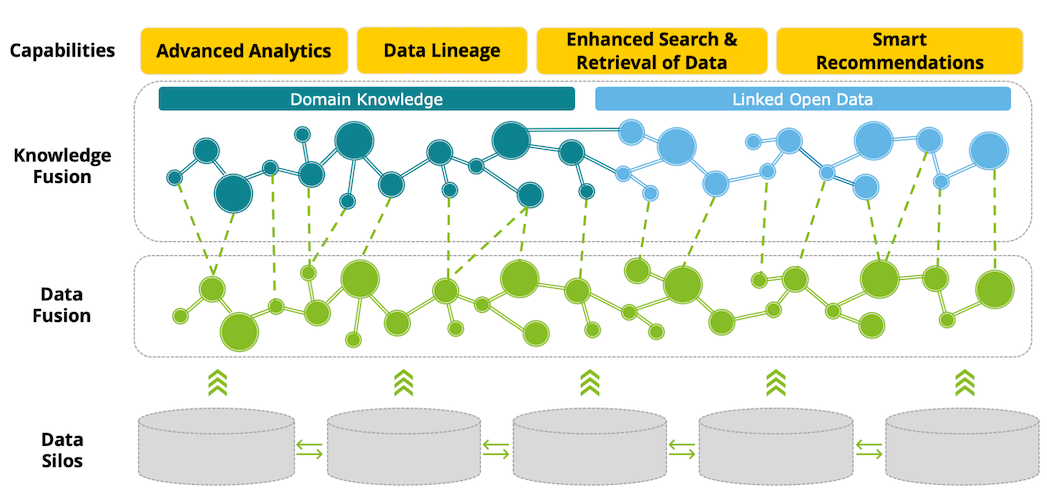 Capabilities
Advanced Analytics
Data Lineage
Enhanced Search &
Retrieval of Data
Smart
Recommendations
Domain Knowledge
Linked Open Data
Knowledge
Fusion
Data
Fusion
Data
Silos